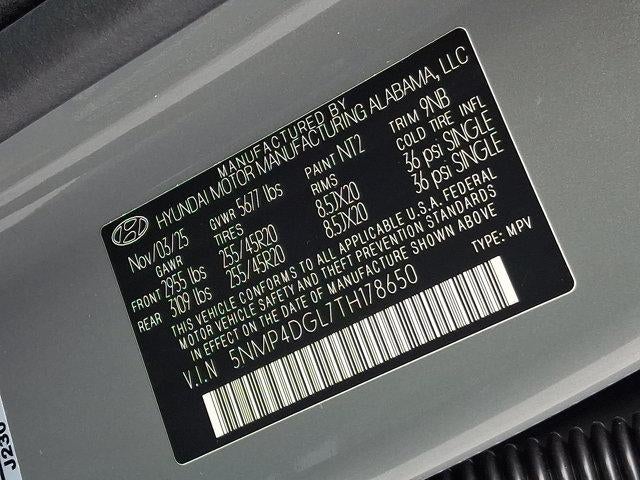 MANUFACTURED BY
HYUNDAI MOTOR MANUFACTURING ALABAMA, LLC
Nov/03/25 GVWR 5677 lbs PAINT NT2 TRIM 9NB
GAWR TIRES RIMS COLD TIRE INFL
FRONT 2955 lbs 255/45R20 8.5JX20 36 psi SINGLE
REAR 3109 lbs 255/45R20 8.5JX20 36 psi SINGLE
THIS VEHICLE CONFORMS TO ALL APPLICABLE U.S.A. FEDERAL
MOTOR VEHICLE SAFETY AND THEFT PREVENTION STANDARDS
IN EFFECT ON THE DATE OF MANUFACTURE SHOWN ABOVE
V.I.N 5NMP4DGL7TH178650 TYPE: MPV
J230